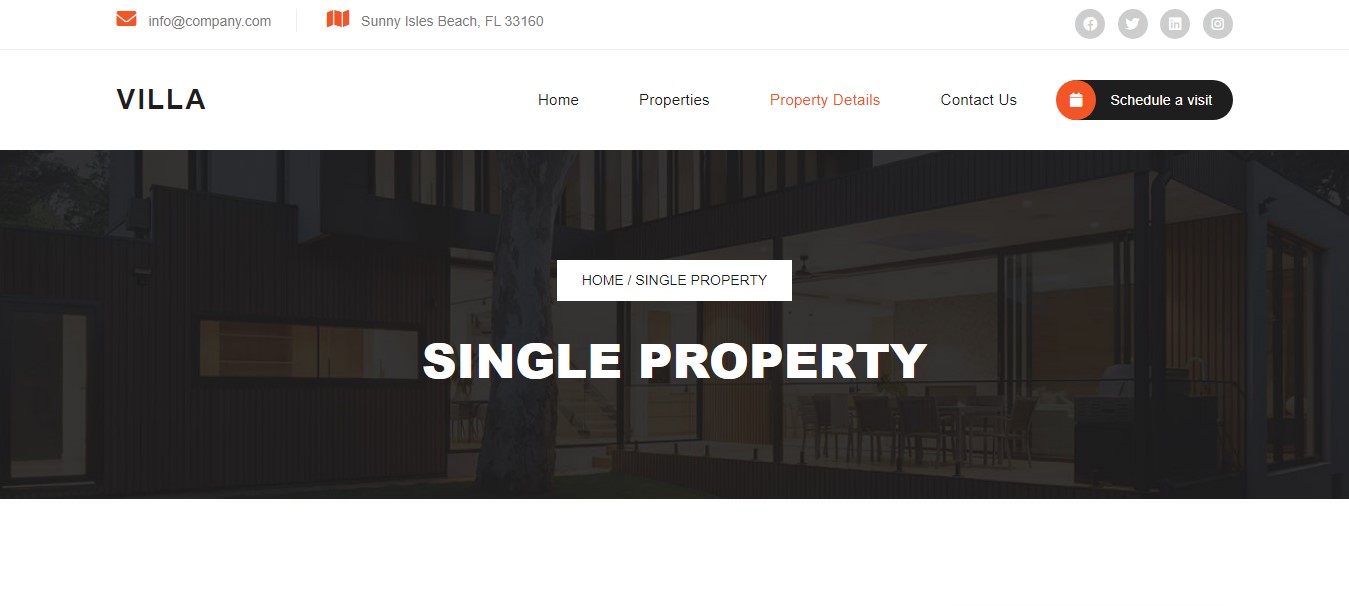 info@company.com
Sunny Isles Beach, FL 33160
VILLA
Home
Properties
Property Details
Contact Us
Schedule a visit
HOME / SINGLE PROPERTY
SINGLE PROPERTY